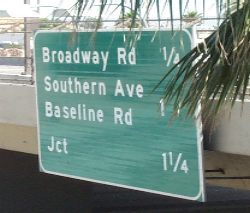 Broadway Rd 1/4
Southern Ave
Baseline Rd 1
Jct 1 1/4